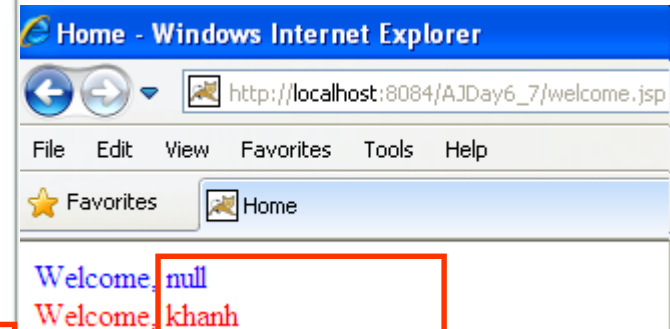 Home - Windows Internet Explorer
http://localhost:8084/AJDay6_7/welcome.jsp
File Edit View Favorites Tools Help
Favorites Home
Welcome, null
Welcome, khanh